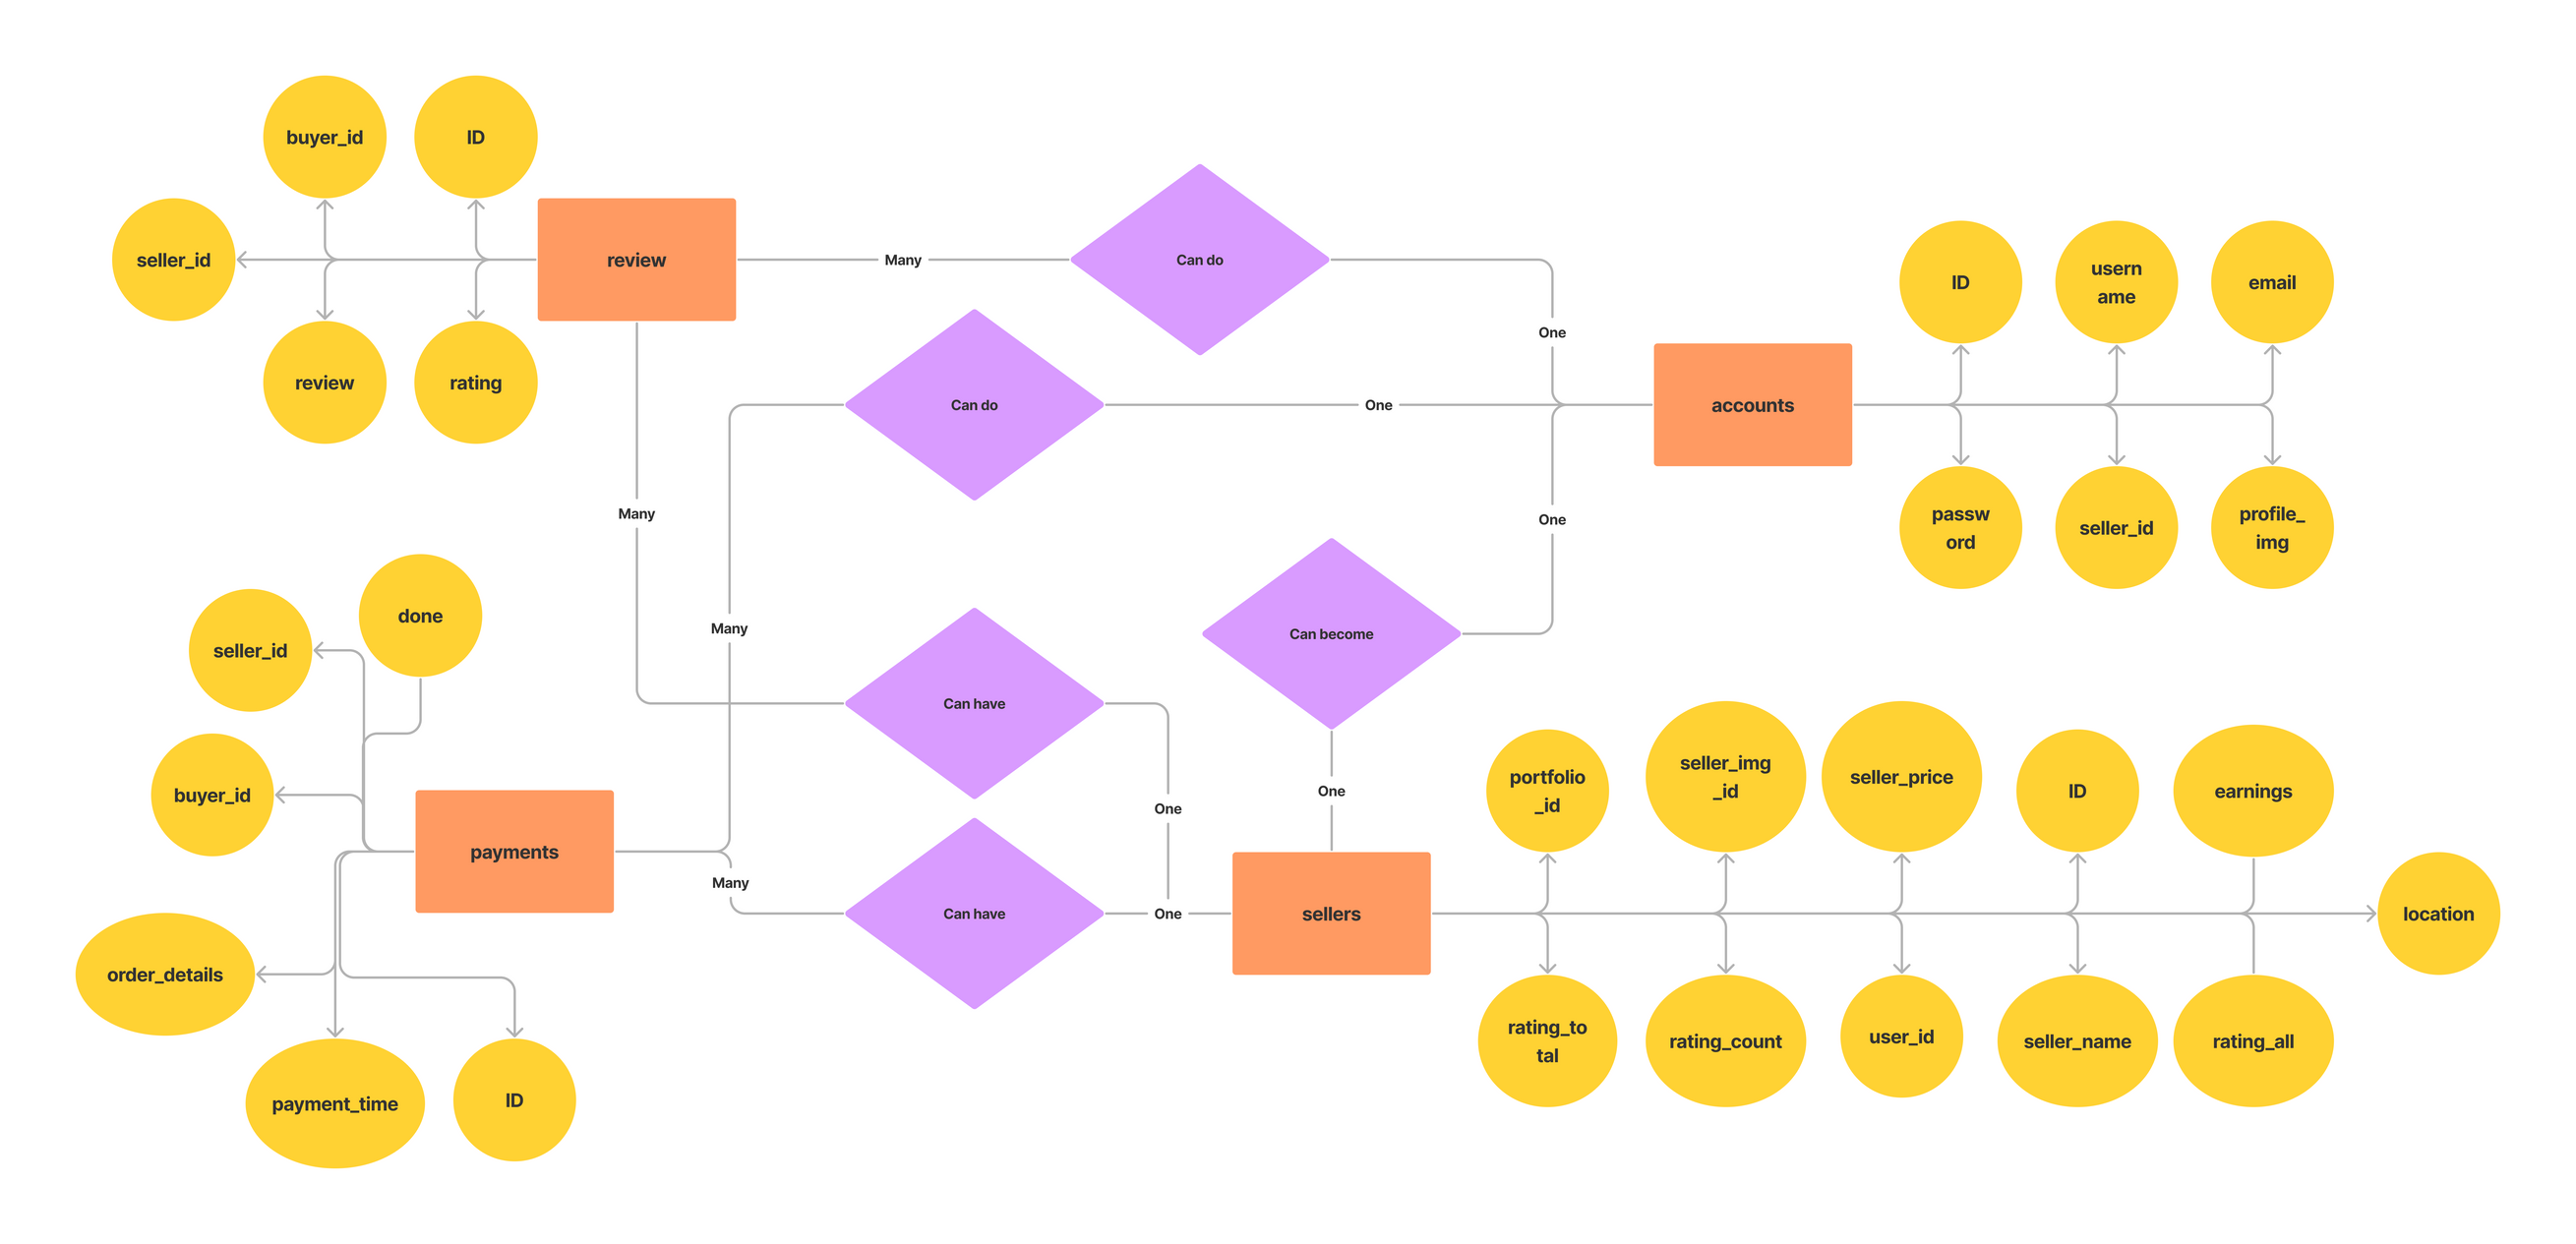 buyer_id
ID
seller_id
review
Many
Can do
review
rating
ID
usern
ame
email
One
Can do
One
accounts
Many
One
passw
ord
seller_id
profile_
img
done
seller_id
Many
Can become
Can have
buyer_id
payments
One
One
portfolio
_id
seller_img
_id
seller_price
ID
earnings
Many
Can have
One
sellers
location
order_details
rating_to
tal
rating_count
user_id
seller_name
rating_all
payment_time
ID